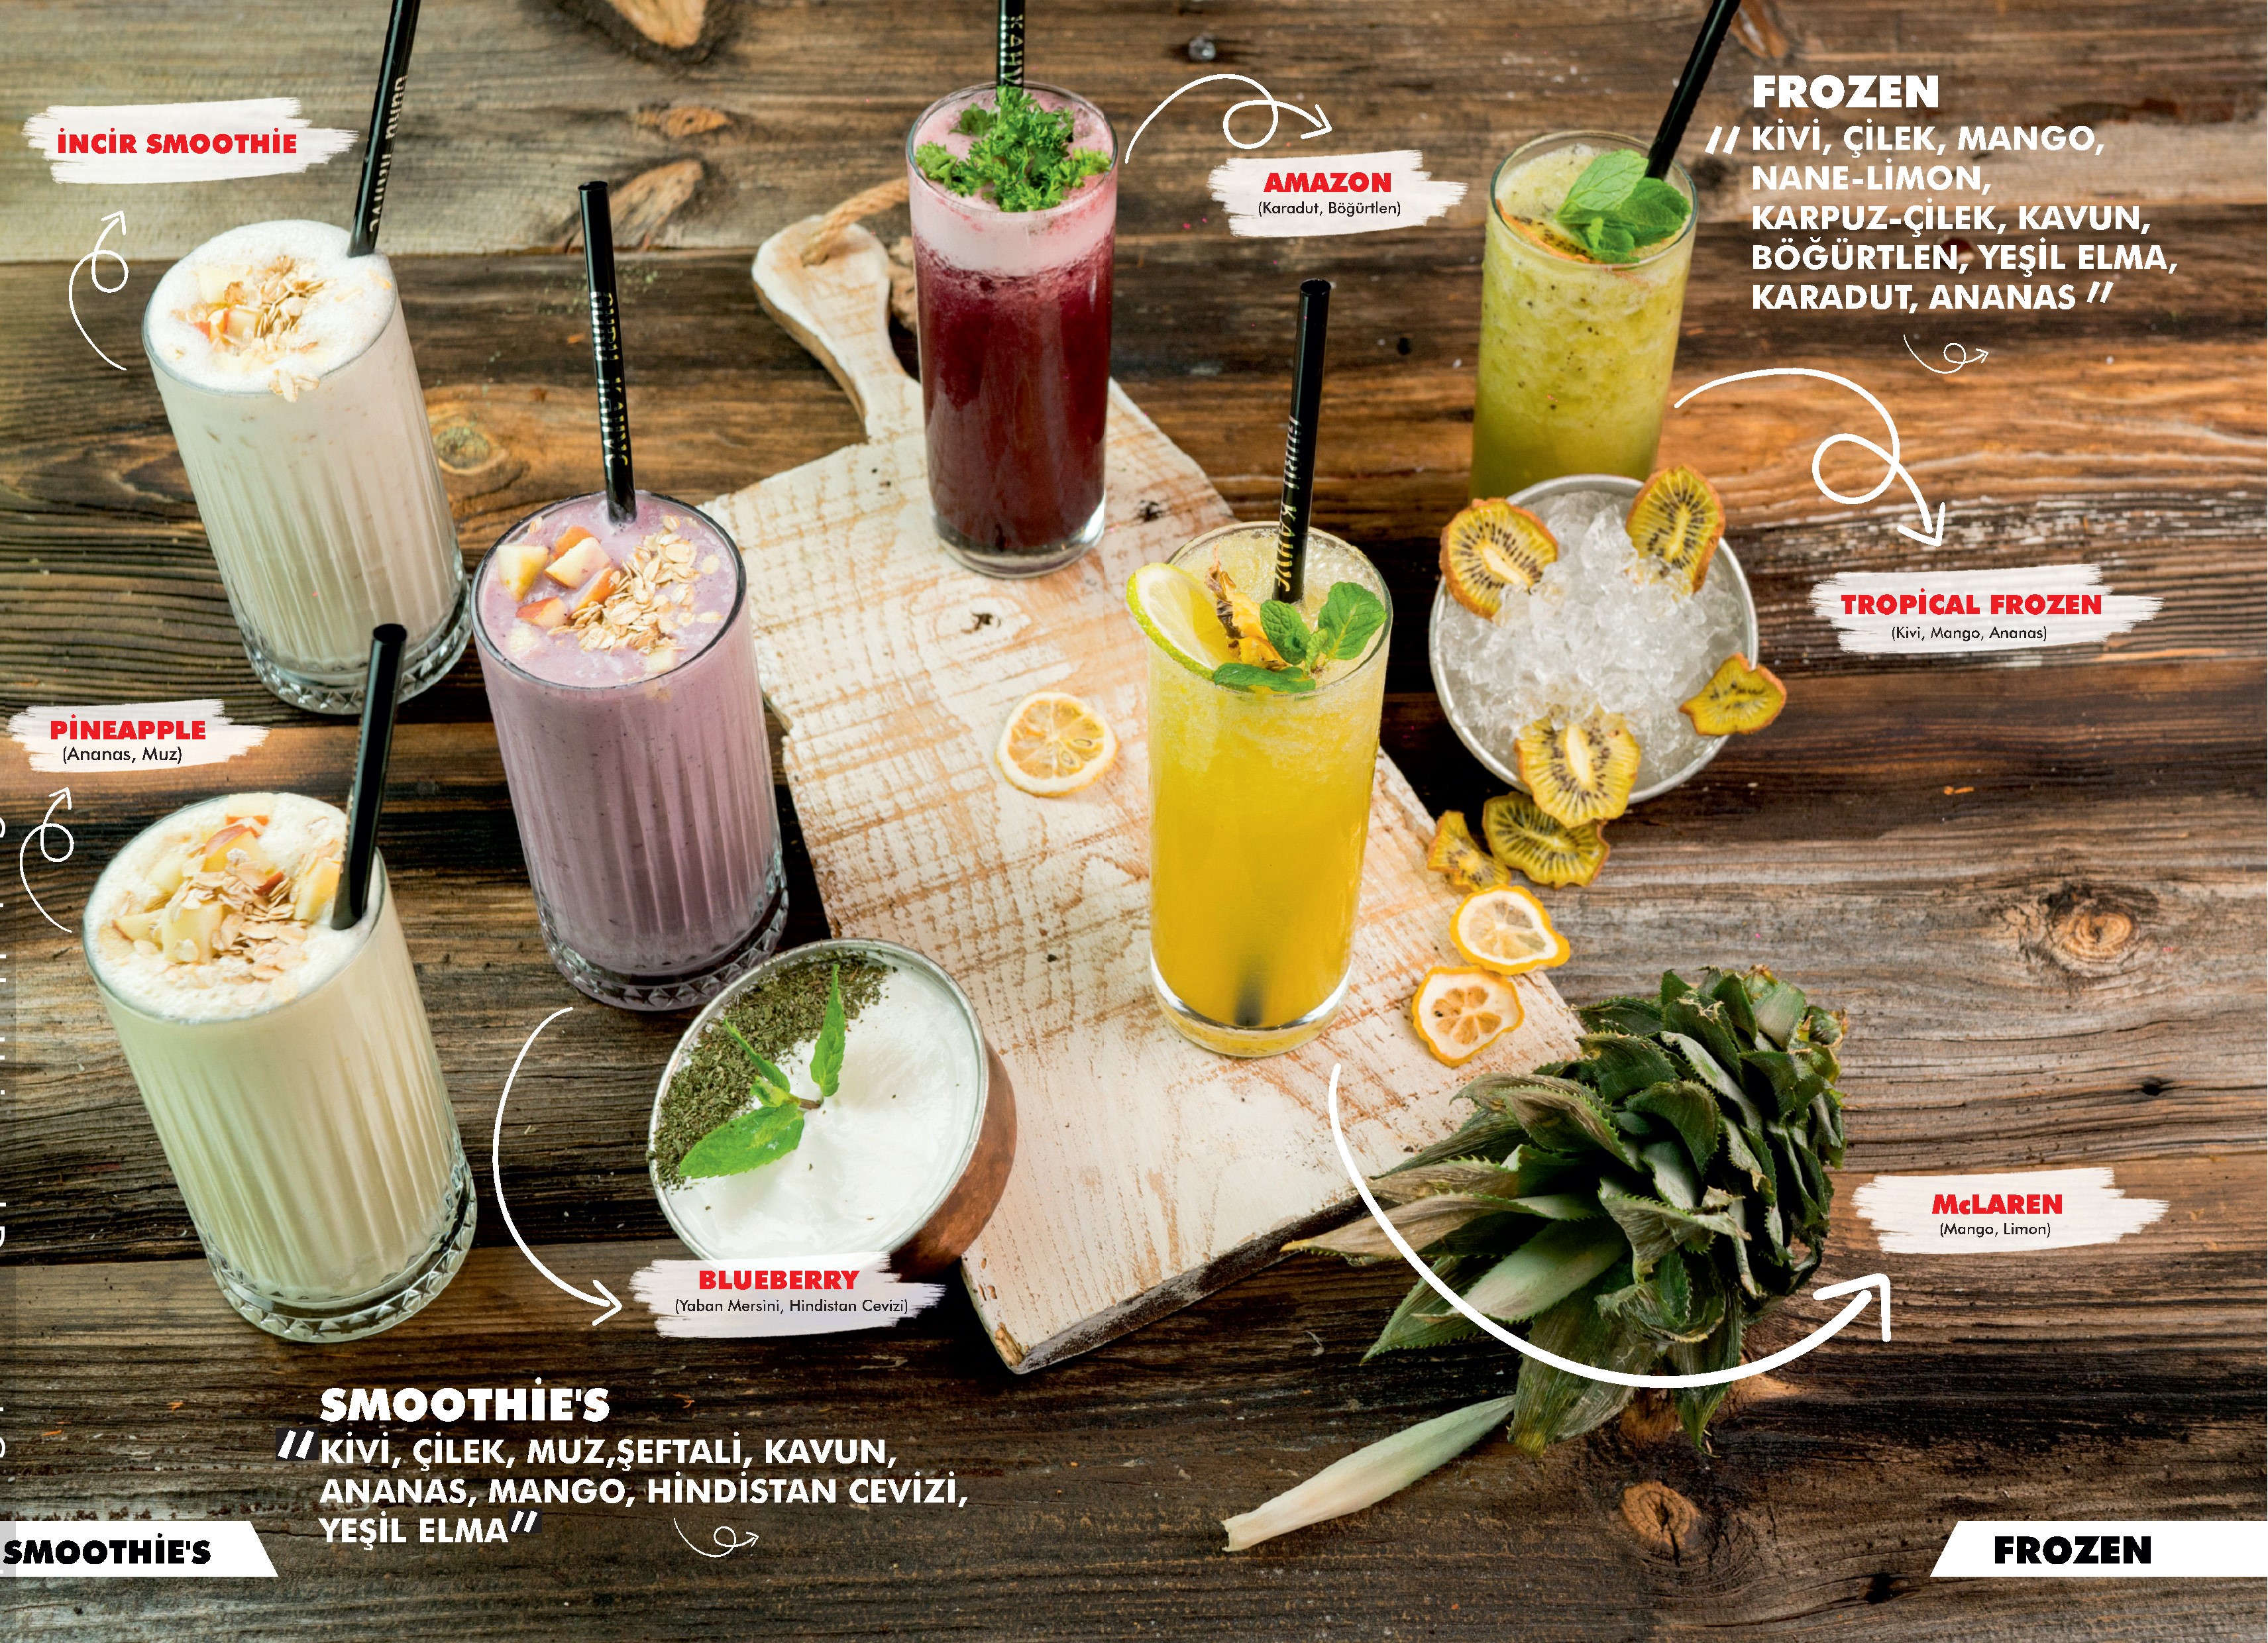 İNCİR SMOOTHİE
AMAZON
(Karadut, Böğürtlen)
FROZEN
" KİVİ, ÇİLEK, MANGO,
NANE-LİMON,
KARPUZ-ÇİLEK, KAVUN,
BÖĞÜRTLEN, YEŞİL ELMA,
KARADUT, ANANAS "
TROPİCAL FROZEN
(Kivi, Mango, Ananas)
PİNEAPPLE
(Ananas, Muz)
McLAREN
(Mango, Limon)
BLUEBERRY
(Yaban Mersini, Hindistan Cevizi)
SMOOTHİE'S
"KİVİ, ÇİLEK, MUZ,ŞEFTALİ, KAVUN,
ANANAS, MANGO, HİNDİSTAN CEVİZİ,
YEŞİL ELMA"
SMOOTHİE'S
FROZEN